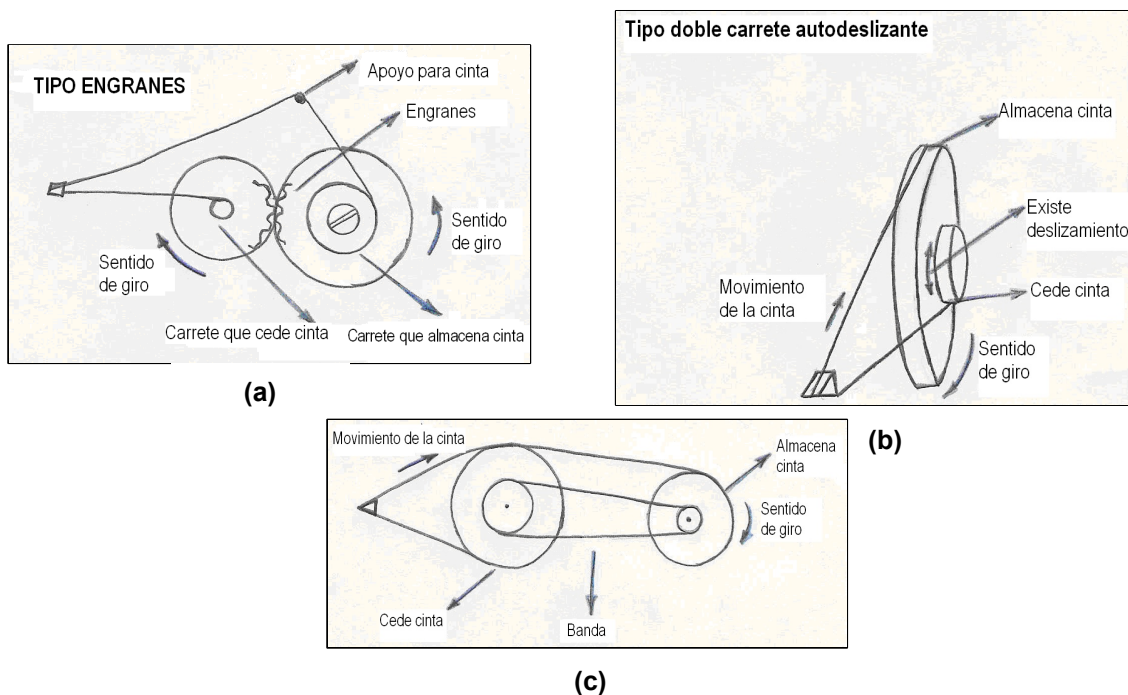 TIPO ENGRANES
Apoyo para cinta
Engranes
Sentido
de giro
Sentido
de giro
Carrete que cede cinta
Carrete que almacena cinta
(a)
Tipo doble carrete autodeslizante
Almacena cinta
Existe
deslizamiento
Movimiento
de la cinta
Cede cinta
Sentido
de giro
(b)
Movimiento de la cinta
Almacena
cinta
Sentido
de giro
Cede cinta
Banda
(c)